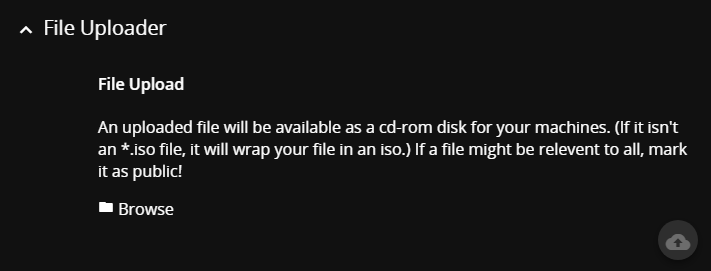 File Uploader
File Upload
An uploaded file will be available as a cd-rom disk for your machines. (If it isn't
an *.iso file, it will wrap your file in an iso.) If a file might be relevent to all, mark
it as public!
Browse